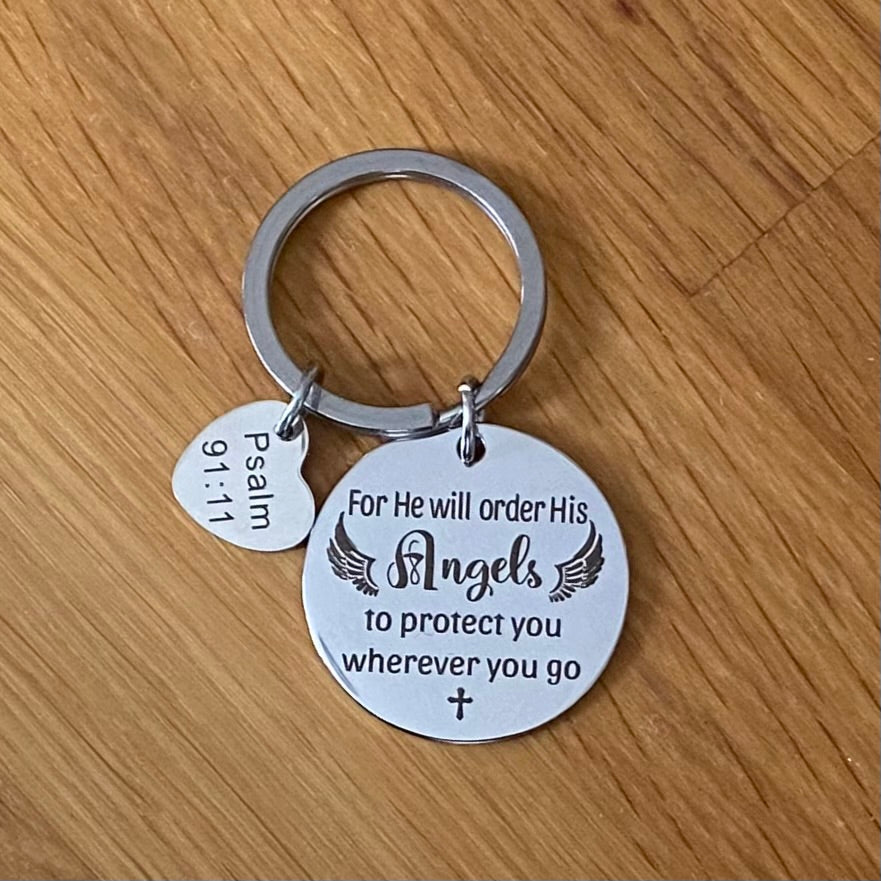 Psalm
91:11
For He will order His
Angels
to protect you
wherever you go